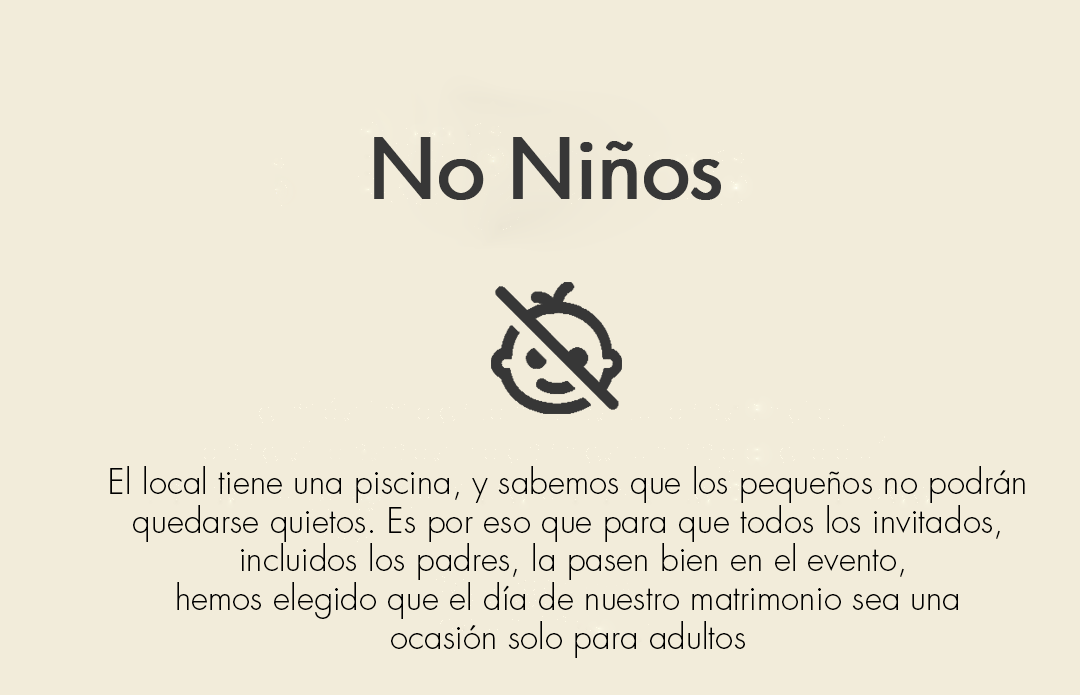 No Niños
El local tiene una piscina, y sabemos que los pequeños no podrán
quedarse quietos. Es por eso que para que todos los invitados,
incluidos los padres, la pasen bien en el evento,
hemos elegido que el día de nuestro matrimonio sea una
ocasión solo para adultos